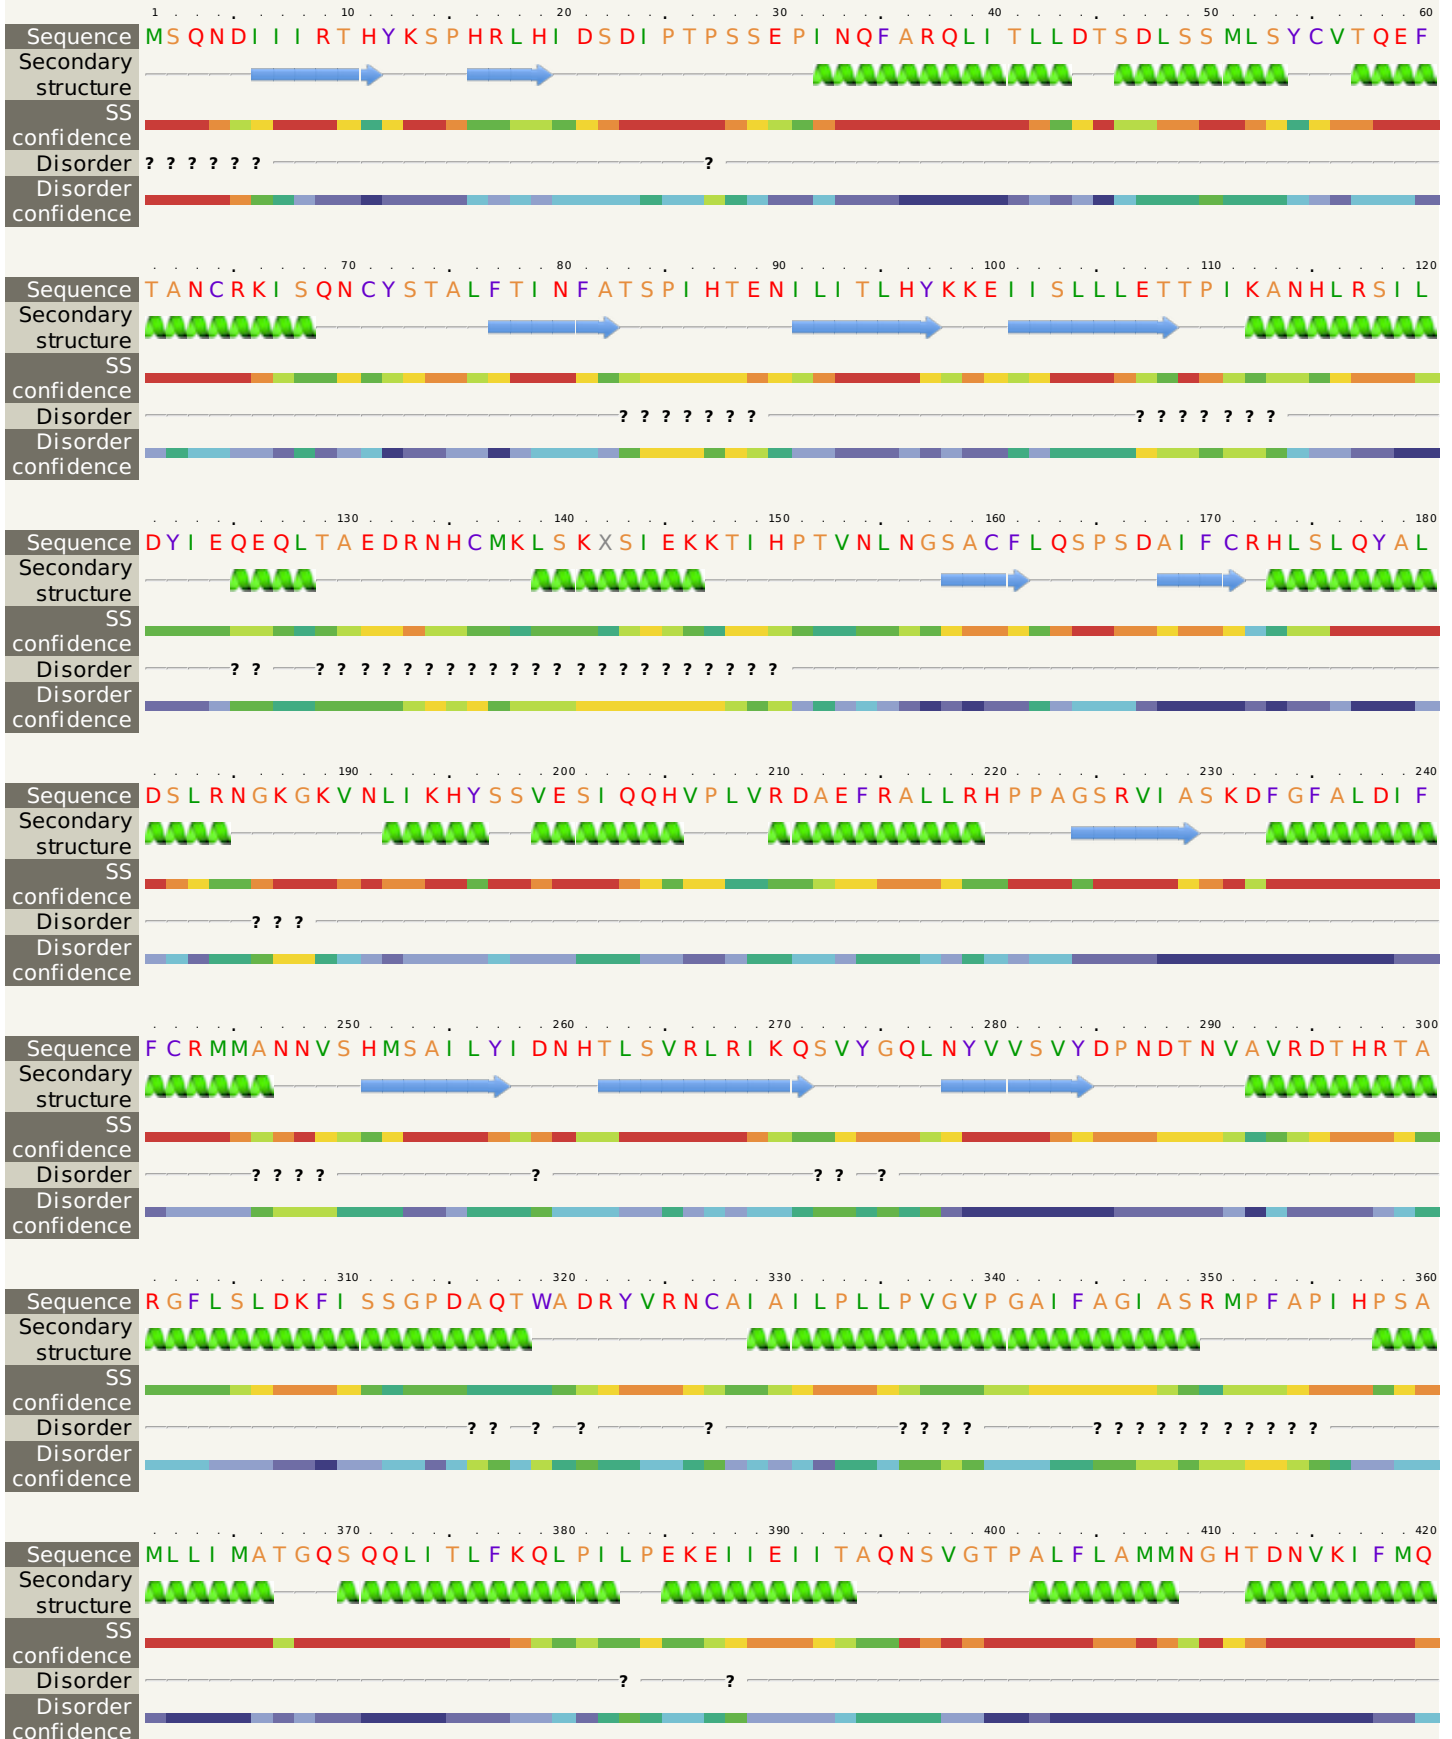 1 10 20 30 40 50 60
Sequence MSQNDIIIRTHYKSPHRLHIDSDIPTPSSEPINQFARQLITLLDTSDLSSMLSYCVTQEF
Secondary
structure
SS
confidence
Disorder ? ? ? ? ? ? ?
Disorder
confidence
70 80 90 100 110 120
Sequence TANCRKISQNCYSTALFTINFATSPIHTENILITLHYKKEIISLLLETTPIKANHLRSIL
Secondary
structure
SS
confidence
Disorder ? ? ? ? ? ? ? ? ? ? ? ? ? ?
Disorder
confidence
130 140 150 160 170 180
Sequence DYIEQEQLTAEDRNHCMKLSKXSIEKKTIHPTVNLNGSACFLQSPSDAIFCRHLSLQYAL
Secondary
structure
SS
confidence
Disorder ? ? ? ? ? ? ? ? ? ? ? ? ? ? ? ? ? ? ? ? ? ? ? ?
Disorder
confidence
190 200 210 220 230 240
Sequence DSLRNGKGKVNLIKHYSSVESIQQHVPLVRDAEFRALLRHPPAGSRVIASKDFGFALDIF
Secondary
structure
SS
confidence
Disorder ? ? ?
Disorder
confidence
250 260 270 280 290 300
Sequence FCRMMANNVSHMSAILYIDNHTLSVRLRIKQSVYGQLNYVVSVYDPNDTNVAVRDTHRTA
Secondary
structure
SS
confidence
Disorder ? ? ? ? ? ? ? ?
Disorder
confidence
310 320 330 340 350 360
Sequence RGFLSLDKFISSGPDAQTWADRYVRNCAIAILPLLPVGVPGAIFAGIASRMPFAPIHPSA
Secondary
structure
SS
confidence
Disorder ? ? ? ? ? ? ? ? ? ? ? ? ? ? ? ? ? ? ? ?
Disorder
confidence
370 380 390 400 410 420
Sequence MLLIMATGQSQQLITLFKQLPILPEKEIIEIITAQNSVGTPALFLAMMNGHTDNVKIFMQ
Secondary
structure
SS
confidence
Disorder ? ?
Disorder
confidence